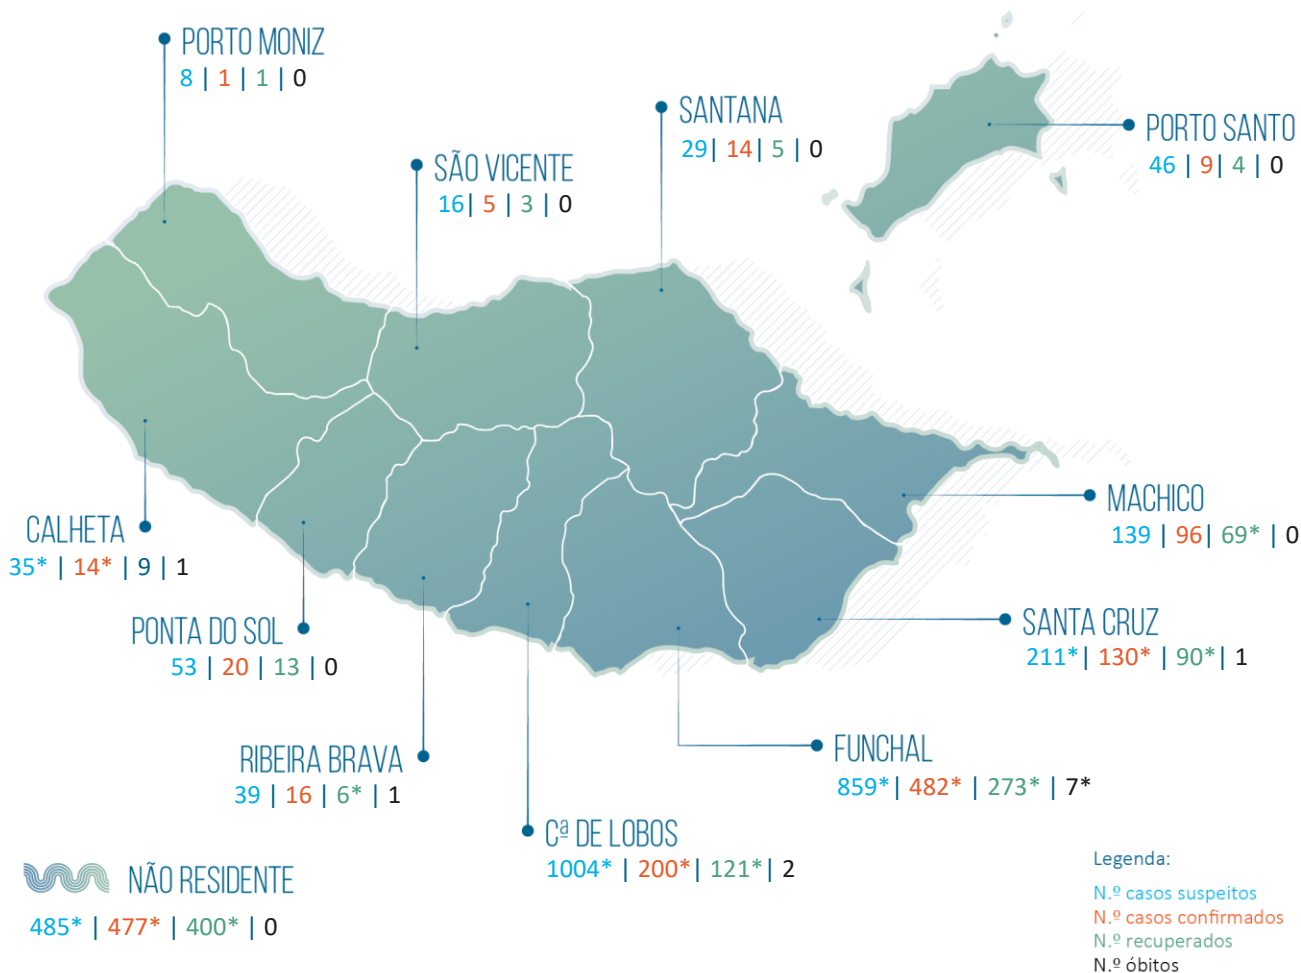 PORTO MONIZ
8 | 1 | 1 | 0
SANTANA
29| 14| 5 | 0
PORTO SANTO
46 | 9| 4 | 0
SÃO VICENTE
16| 5 | 3 | 0
MACHICO
139 | 96| 69* | 0
CALHETA
35* | 14* | 9 | 1
SANTA CRUZ
211*| 130* | 90*| 1
PONTA DO SOL
53 | 20 | 13 | 0
FUNCHAL
859*| 482* | 273* | 7*
RIBEIRA BRAVA
39 | 16 | 6* | 1
Cª DE LOBOS
1004* | 200*| 121*| 2
NÃO RESIDENTE
485* | 477* | 400* | 0
Legenda:
N.º casos suspeitos
N.º casos confirmados
N.º recuperados
N.º óbitos